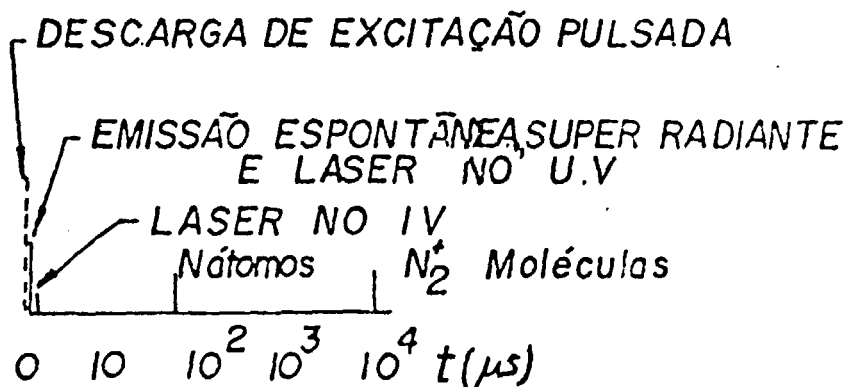 DESCARGA DE EXCITAÇÃO PULSADA
EMISSÃO ESPONTÂNEA, SUPER RADIANTE
E LASER NO U.V
LASER NO IV
Nátomos N₂⁺ Moléculas
0 10 10² 10³ 10⁴ t(μs)